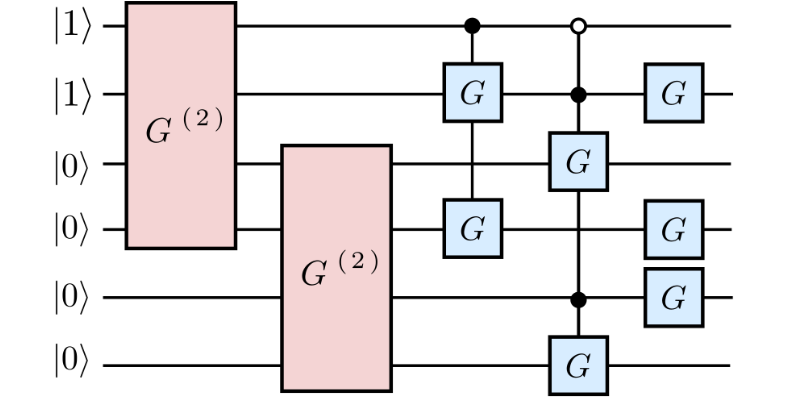 |1⟩
|1⟩ G G
G (2)
|0⟩ G
|0⟩ G G
G (2)
|0⟩ G
|0⟩ G